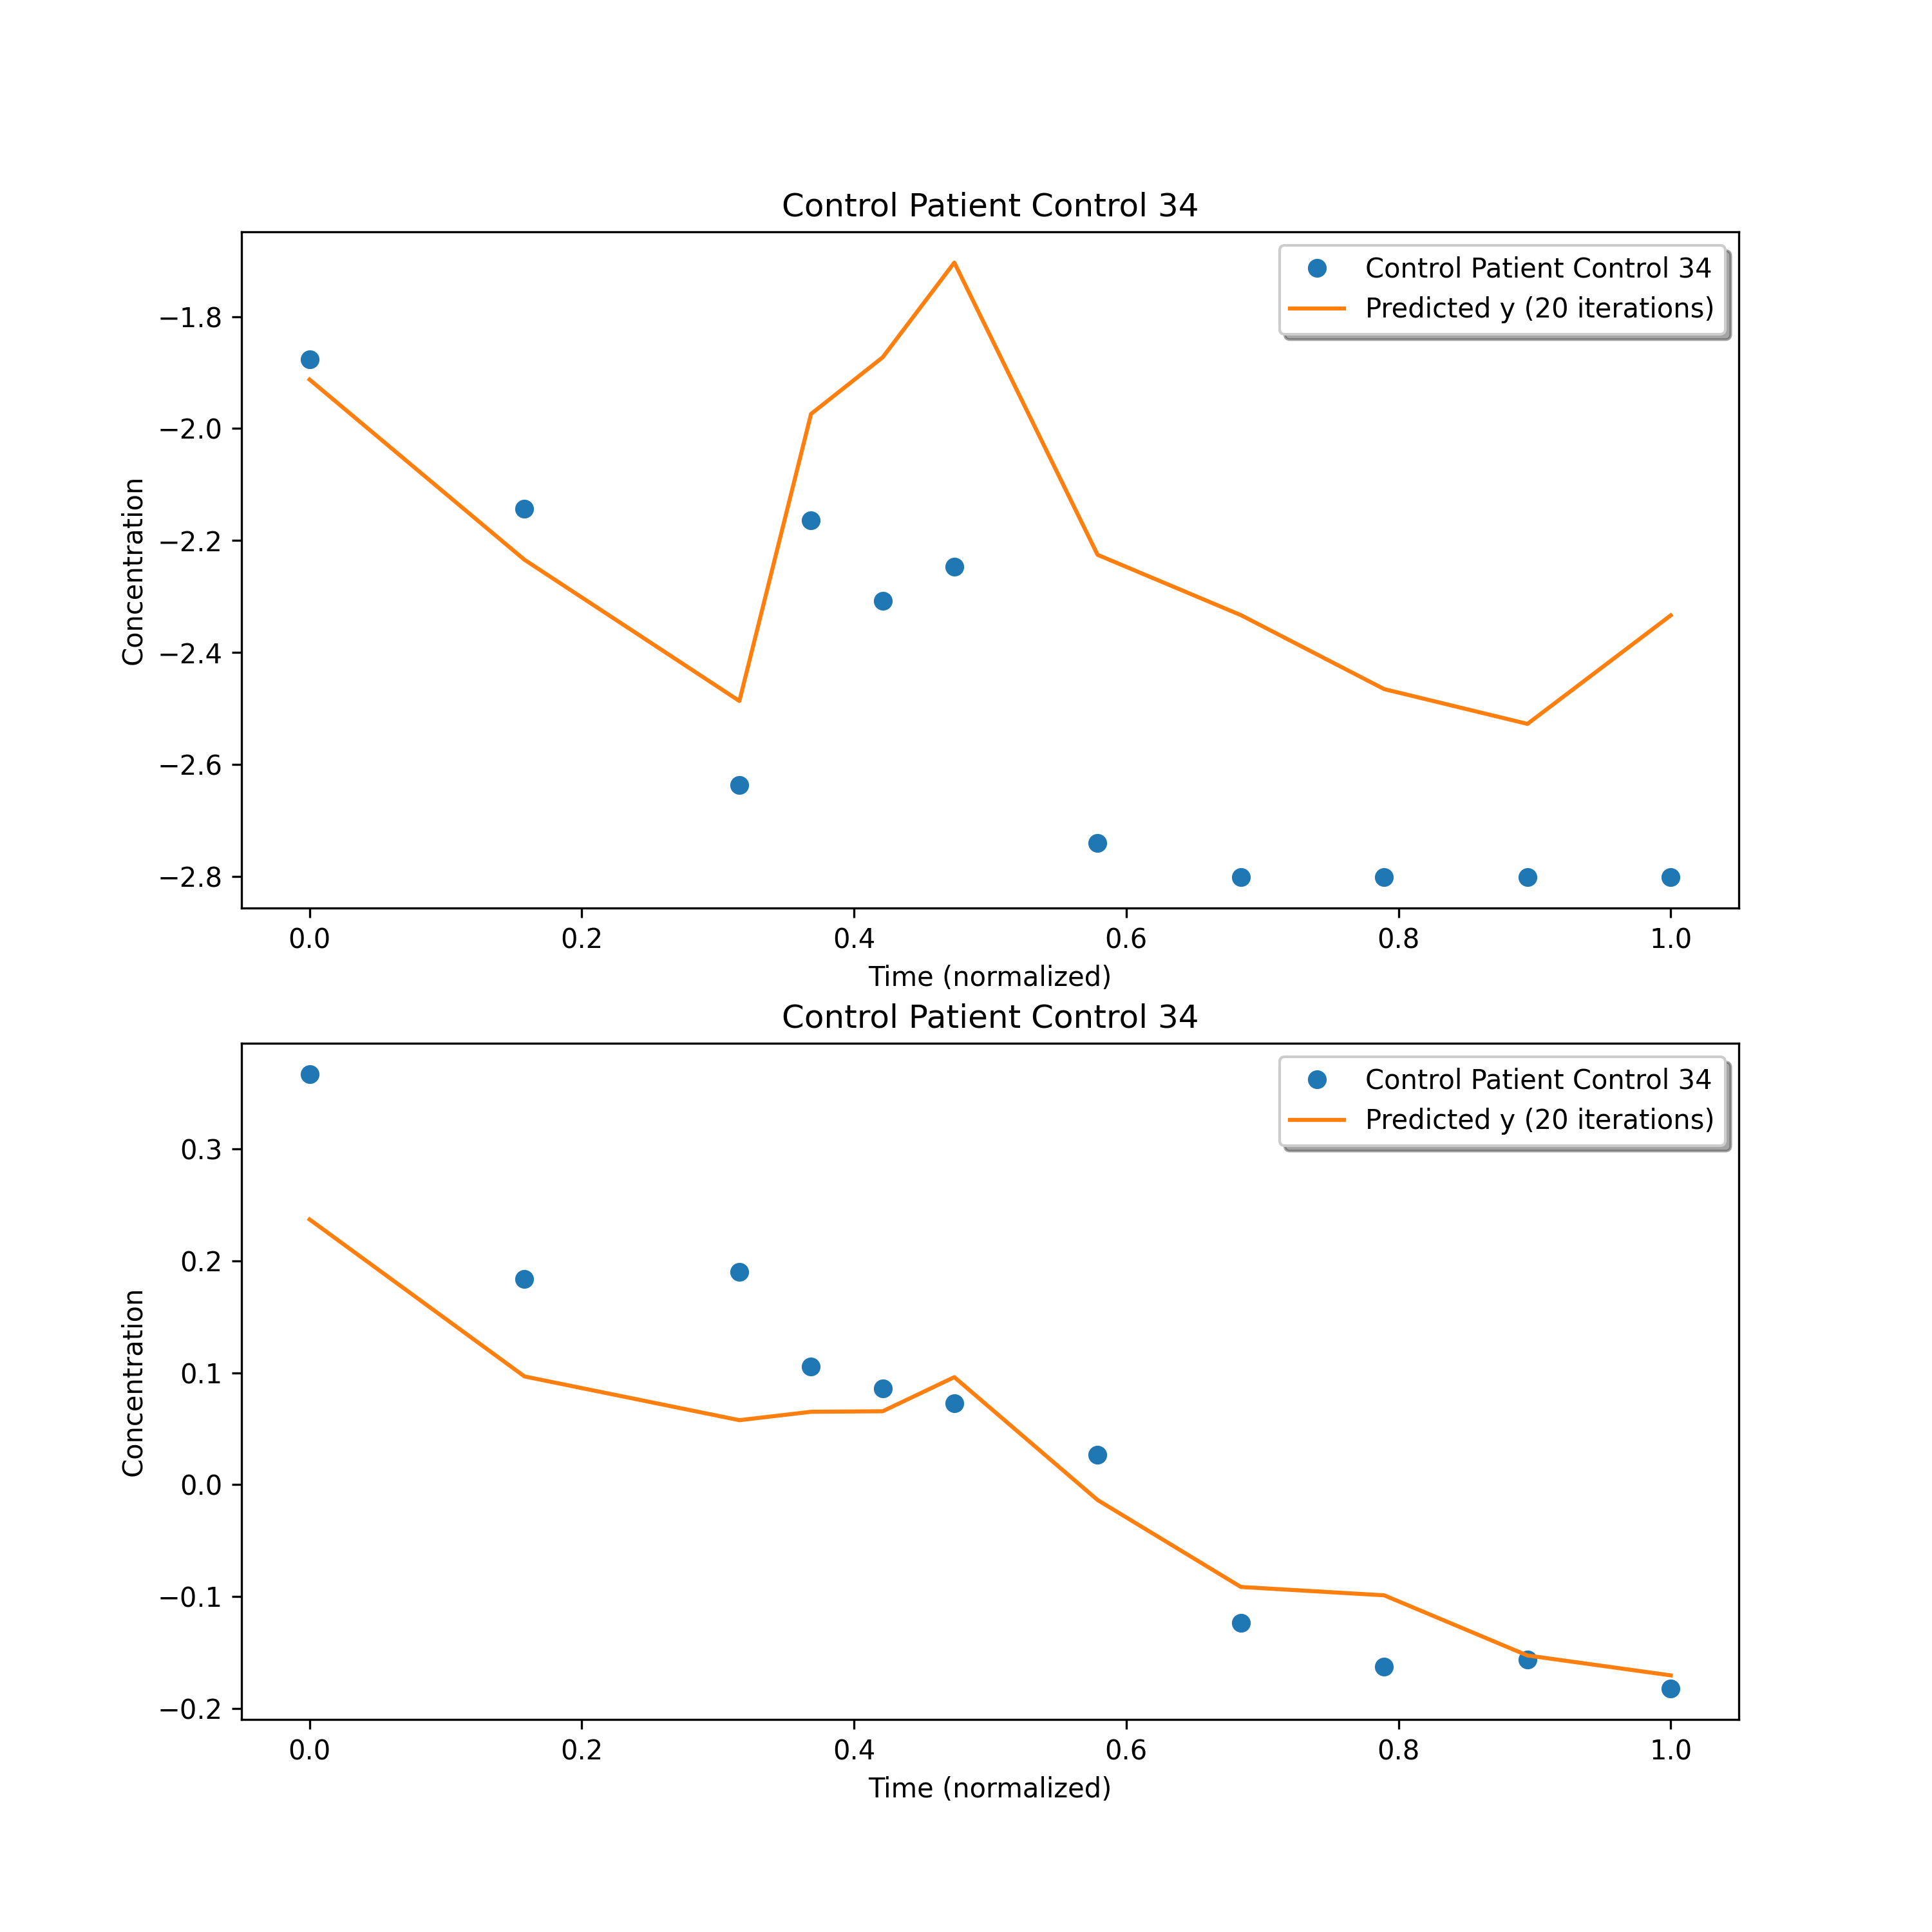 Control Patient Control 34
Control Patient Control 34
Predicted y (20 iterations)
−1.8
−2.0
−2.2
−2.4
−2.6
−2.8
Concentration
0.0 0.2 0.4 0.6 0.8 1.0
Time (normalized)
Control Patient Control 34
Control Patient Control 34
Predicted y (20 iterations)
0.3
0.2
0.1
0.0
−0.1
−0.2
Concentration
0.0 0.2 0.4 0.6 0.8 1.0
Time (normalized)